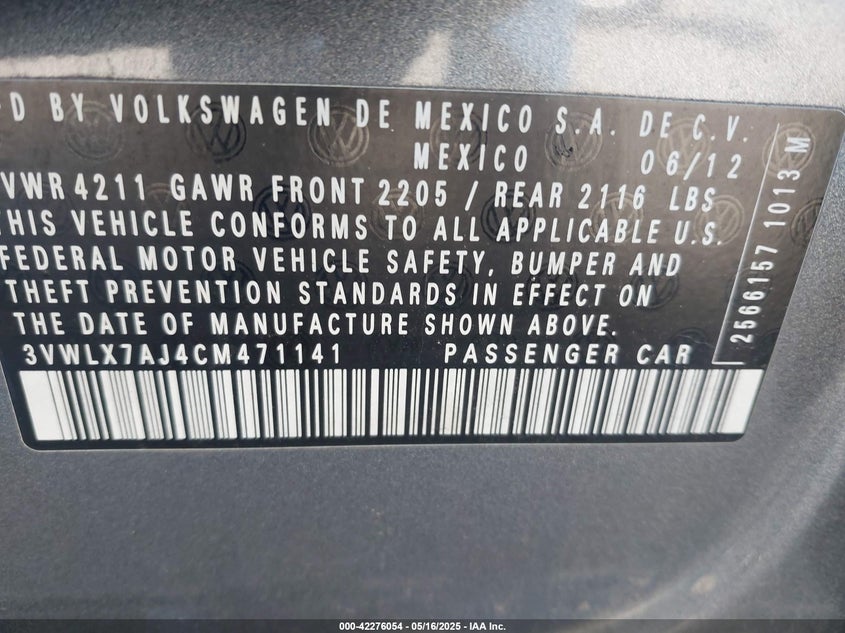 FD BY VOLKSWAGEN DE MEXICO S.A. DE C.V.
MEXICO 06/12
VWR 4211 GAWR FRONT 2205 / REAR 2116 LBS
THIS VEHICLE CONFORMS TO ALL APPLICABLE U.S.
FEDERAL MOTOR VEHICLE SAFETY, BUMPER AND
THEFT PREVENTION STANDARDS IN EFFECT ON
THE DATE OF MANUFACTURE SHOWN ABOVE.
3VWLX7AJ4CM471141 PASSENGER CAR
2566157 1013 M
000-42276054 — 05/16/2025 — IAA Inc.